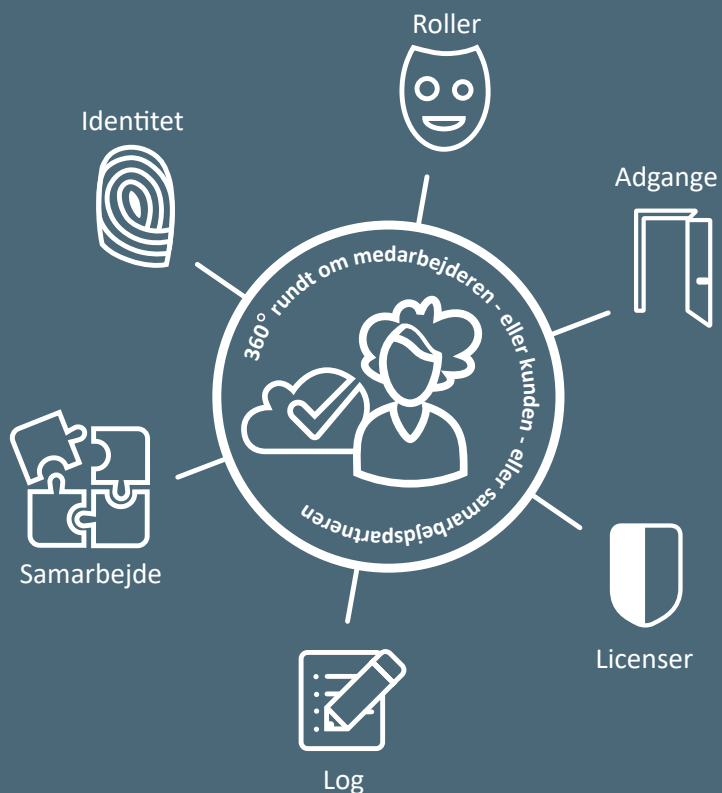 Roller
Identitet
Adgange
360° rundt om medarbejderen - eller kunden - eller samarbejdspartneren
Samarbejde
Licenser
Log